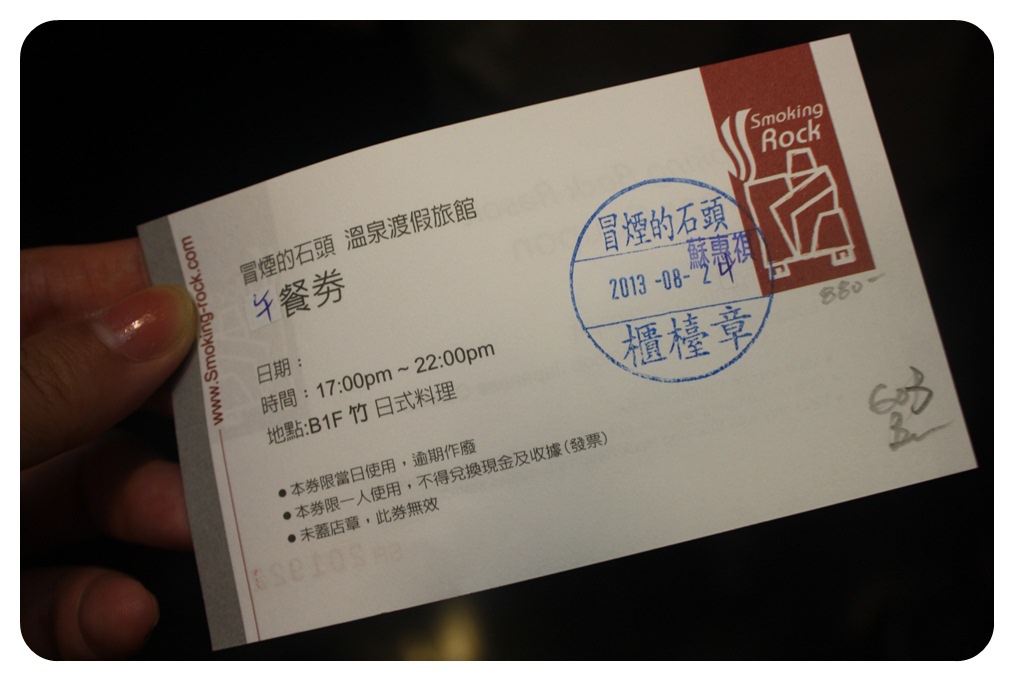 Smoking
Rock
www.Smoking-rock.com
冒煙的石頭 溫泉渡假旅館
午餐券
冒煙的石頭
蘇惠祺
2013 -08- 24
櫃檯章
880-
日期：
時間：17:00pm ~ 22:00pm
地點:B1F 竹 日式料理
●本券限當日使用，逾期作廢
●本券限一人使用，不得兌換現金及收據(發票)
●未蓋店章，此券無效